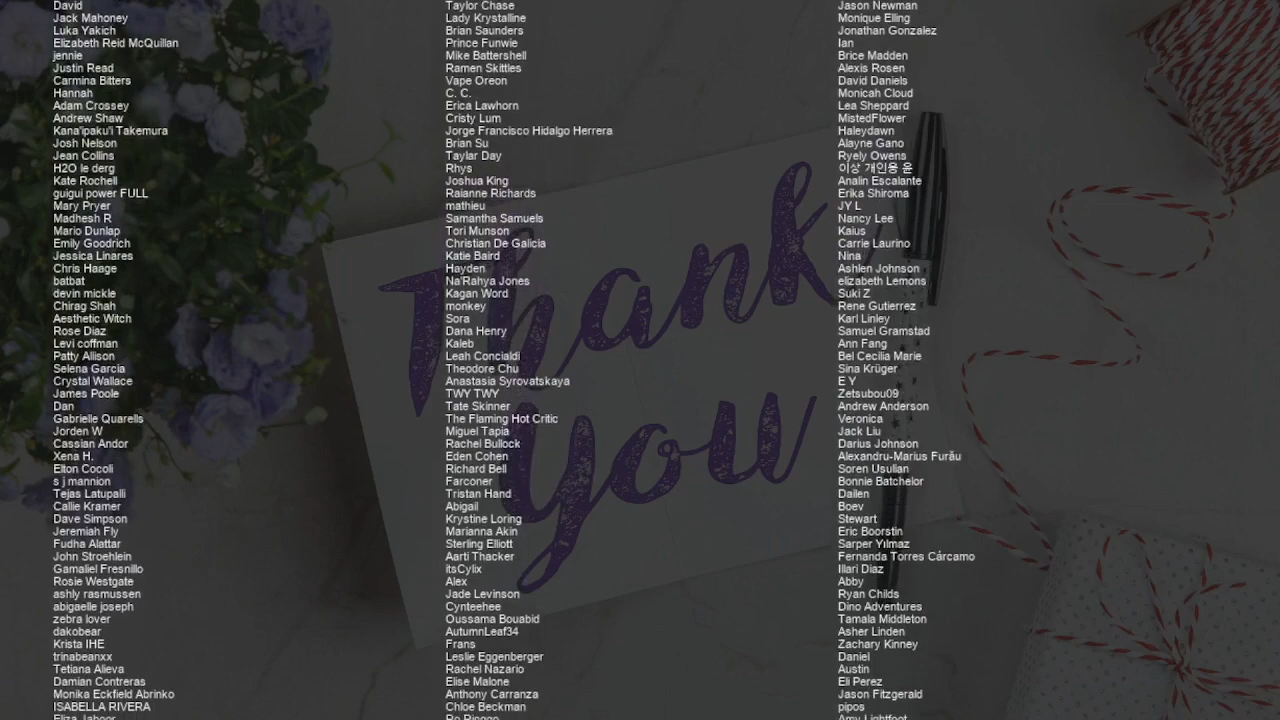 David
Jack Mahoney
Luka Yakich
Elizabeth Reid McQuillan
jennie
Justin Read
Carmina Bitters
Hannah
Adam Crossey
Andrew Shaw
Kana'ipaku'i Takemura
Josh Nelson
Jean Collins
H2O le derg
Kate Rochell
guigui power FULL
Mary Pryer
Madhesh R
Mario Dunlap
Emily Goodrich
Jessica Linares
Chris Haage
batbat
devin mickle
Chirag Shah
Aesthetic Witch
Rose Diaz
Levi coffman
Patty Allison
Selena Garcia
Crystal Wallace
James Poole
Dan
Gabrielle Quarells
Jorden W
Cassian Andor
Xena H.
Elton Cocoli
s j mannion
Tejas Latupalli
Callie Kramer
Dave Simpson
Jeremiah Fly
Fudha Alattar
John Stroehlein
Gamaliel Fresnillo
Rosie Westgate
ashly rasmussen
abigaelle joseph
zebra lover
dakobear
Krista IHE
trinabeanxx
Tetiana Alieva
Damian Contreras
Monika Eckfield Abrinko
ISABELLA RIVERA
Eliza Jaboor
Taylor Chase
Lady Krystalline
Brian Saunders
Prince Funwie
Mike Battershell
Ramen Skittles
Vape Oreon
C. C.
Erica Lawhorn
Cristy Lum
Jorge Francisco Hidalgo Herrera
Brian Su
Taylar Day
Rhys
Joshua King
Raianne Richards
mathieu
Samantha Samuels
Tori Munson
Christian De Galicia
Katie Baird
Hayden
Na'Rahya Jones
Kagan Word
monkey
Sora
Dana Henry
Kaleb
Leah Concialdi
Theodore Chu
Anastasia Syrovatskaya
TWY TWY
Tate Skinner
The Flaming Hot Critic
Miguel Tapia
Rachel Bullock
Eden Cohen
Richard Bell
Farconer
Tristan Hand
Abigail
Krystine Loring
Marianna Akin
Sterling Elliott
Aarti Thacker
itsCylix
Alex
Jade Levinson
Cynteehee
Oussama Bouabid
AutumnLeaf34
Frans
Leslie Eggenberger
Rachel Nazario
Elise Malone
Anthony Carranza
Chloe Beckman
Jason Newman
Monique Elling
Jonathan Gonzalez
Ian
Brice Madden
Alexis Rosen
David Daniels
Monicah Cloud
Lea Sheppard
MistedFlower
Haleydawn
Alayne Gano
Ryely Owens
이상 개인용 윤
Analin Escalante
Erika Shiroma
JY L
Nancy Lee
Kaius
Carrie Laurino
Nina
Ashlen Johnson
elizabeth Lemons
Suki Z
Rene Gutierrez
Karl Linley
Samuel Gramstad
Ann Fang
Bel Cecilia Marie
Sina Krüger
E Y
Zetsubou09
Andrew Anderson
Veronica
Jack Liu
Darius Johnson
Alexandru-Marius Furău
Soren Usulian
Bonnie Batchelor
Dailen
Boev
Stewart
Eric Boorstin
Sarper Yılmaz
Fernanda Torres Cárcamo
Illari Diaz
Abby
Ryan Childs
Dino Adventures
Tamala Middleton
Asher Linden
Zachary Kinney
Daniel
Austin
Eli Perez
Jason Fitzgerald
pipos
Amy Lightfoot
Thank
you